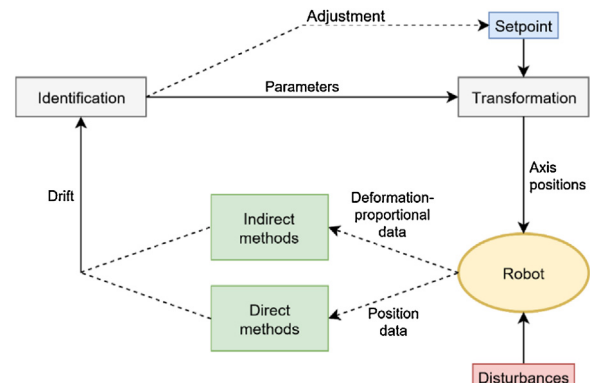 Adjustment
Setpoint
Identification
Parameters
Transformation
Drift
Axis
positions
Indirect
methods
Deformation-
proportional
data
Robot
Direct
methods
Position
data
Disturbances